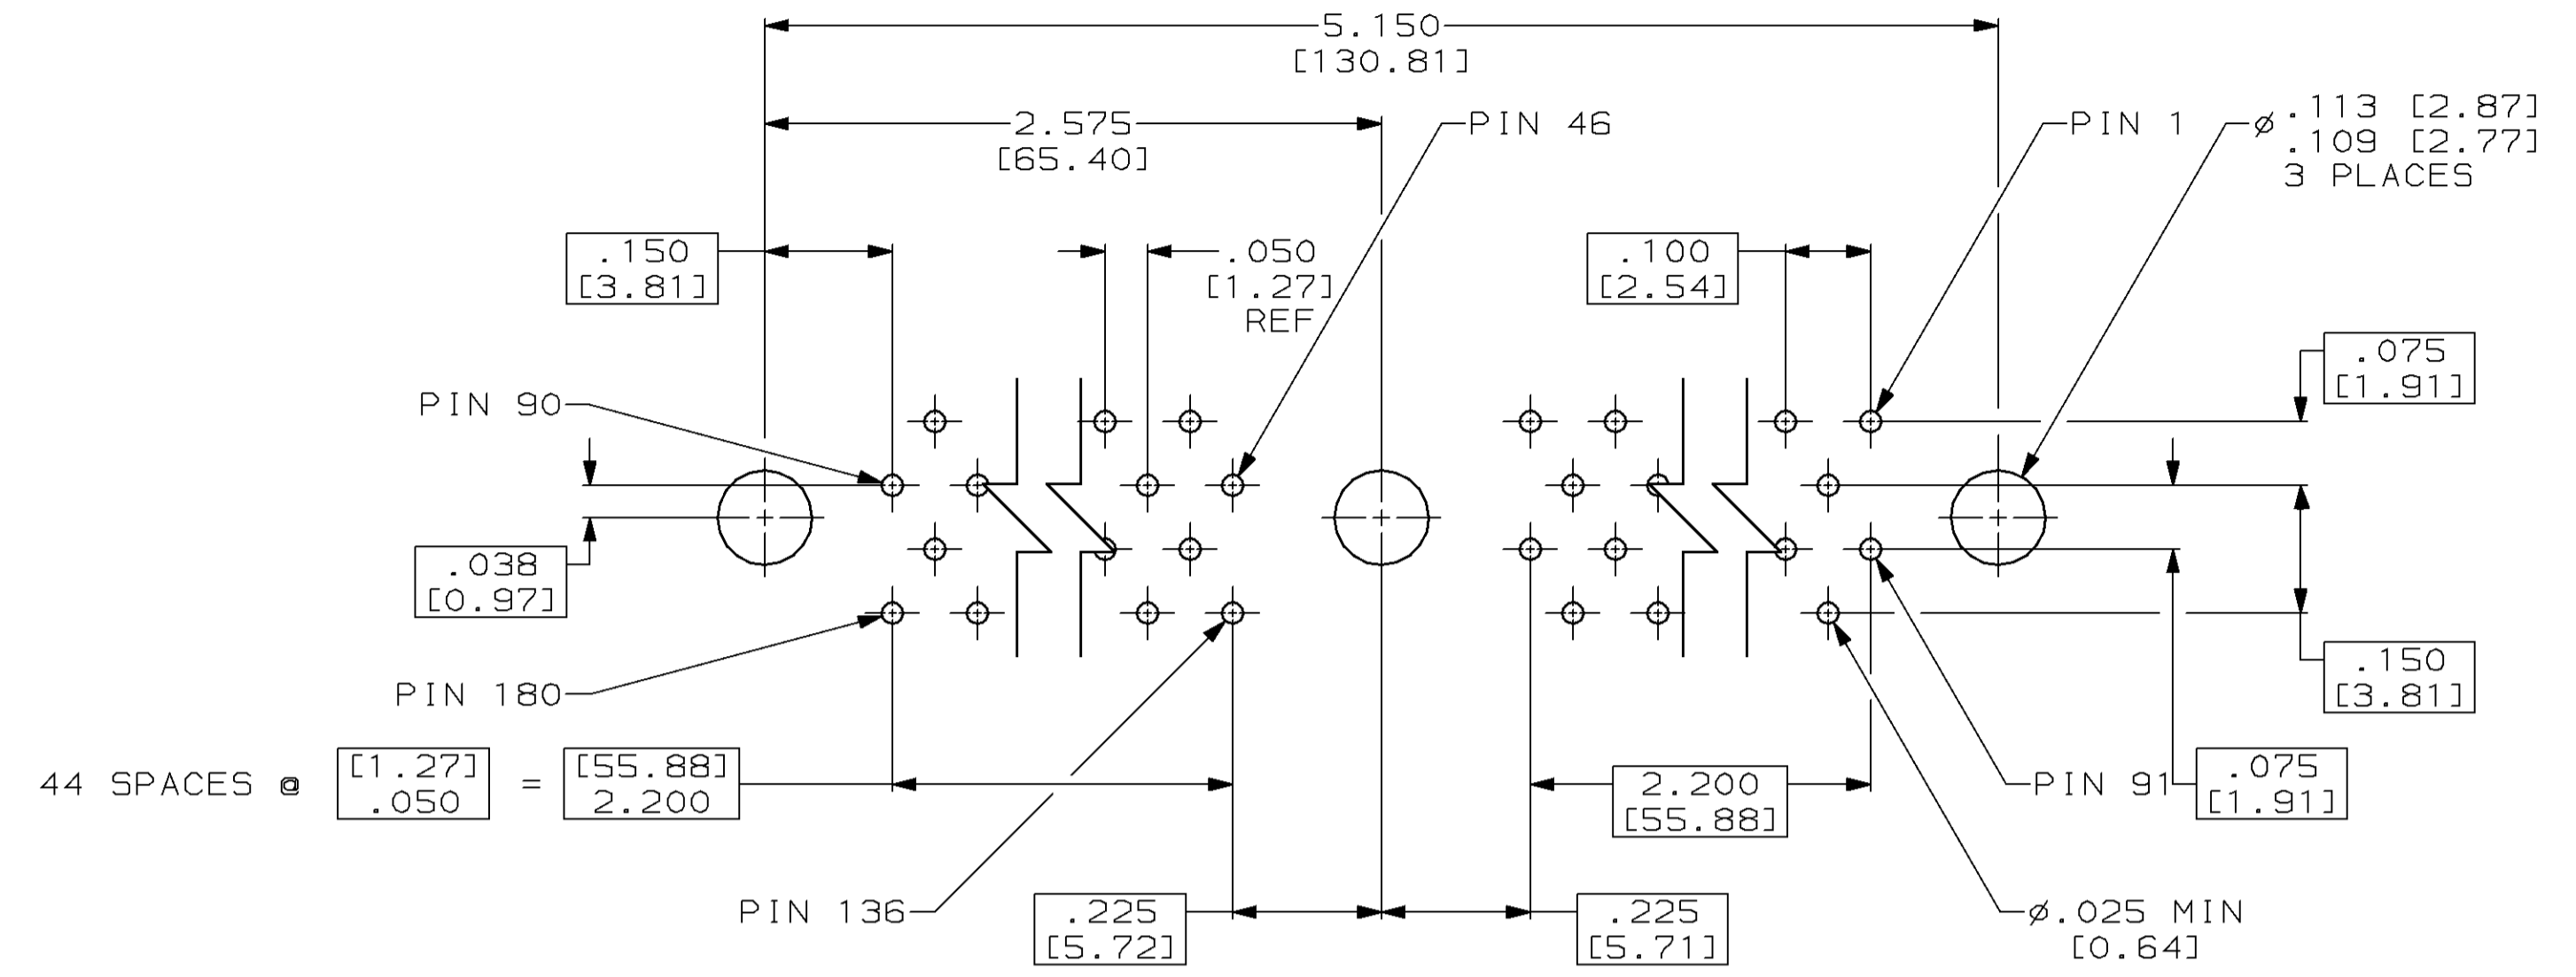 5.150
[130.81]
2.575
[65.40]
PIN 46
PIN 1
⌀ .113 [2.87]
.109 [2.77]
3 PLACES
.150
[3.81]
.050
[1.27]
REF
.100
[2.54]
.075
[1.91]
PIN 90
.038
[0.97]
PIN 180
.150
[3.81]
44 SPACES @ [1.27] = [55.88]
.050 2.200
2.200
[55.88]
PIN 91
.075
[1.91]
PIN 136
.225
[5.72]
.225
[5.71]
⌀.025 MIN
[0.64]